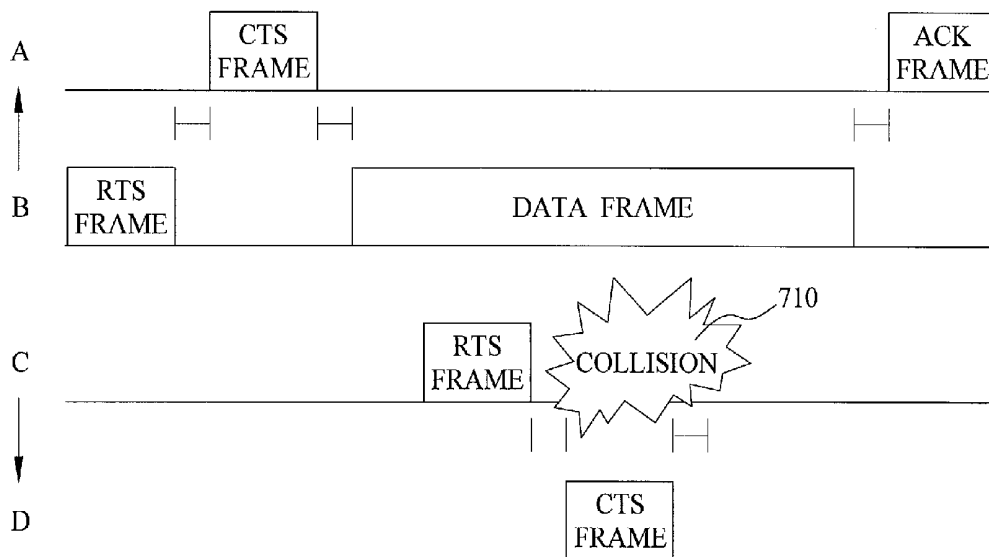 A
CTS
FRAME
ACK
FRAME
B
RTS
FRAME
DATA FRAME
710
C
RTS
FRAME
COLLISION
D
CTS
FRAME